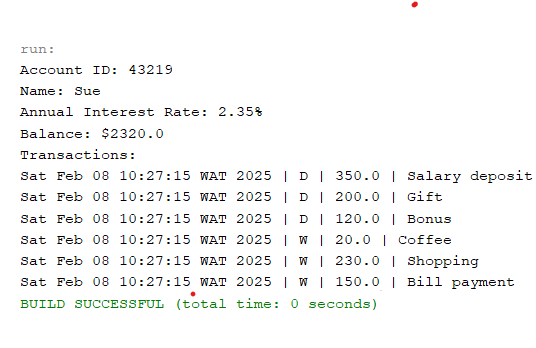 run:
Account ID: 43219
Name: Sue
Annual Interest Rate: 2.35%
Balance: $2320.0
Transactions:
Sat Feb 08 10:27:15 WAT 2025 | D | 350.0 | Salary deposit
Sat Feb 08 10:27:15 WAT 2025 | D | 200.0 | Gift
Sat Feb 08 10:27:15 WAT 2025 | D | 120.0 | Bonus
Sat Feb 08 10:27:15 WAT 2025 | W | 20.0 | Coffee
Sat Feb 08 10:27:15 WAT 2025 | W | 230.0 | Shopping
Sat Feb 08 10:27:15 WAT 2025 | W | 150.0 | Bill payment
BUILD SUCCESSFUL (total time: 0 seconds)